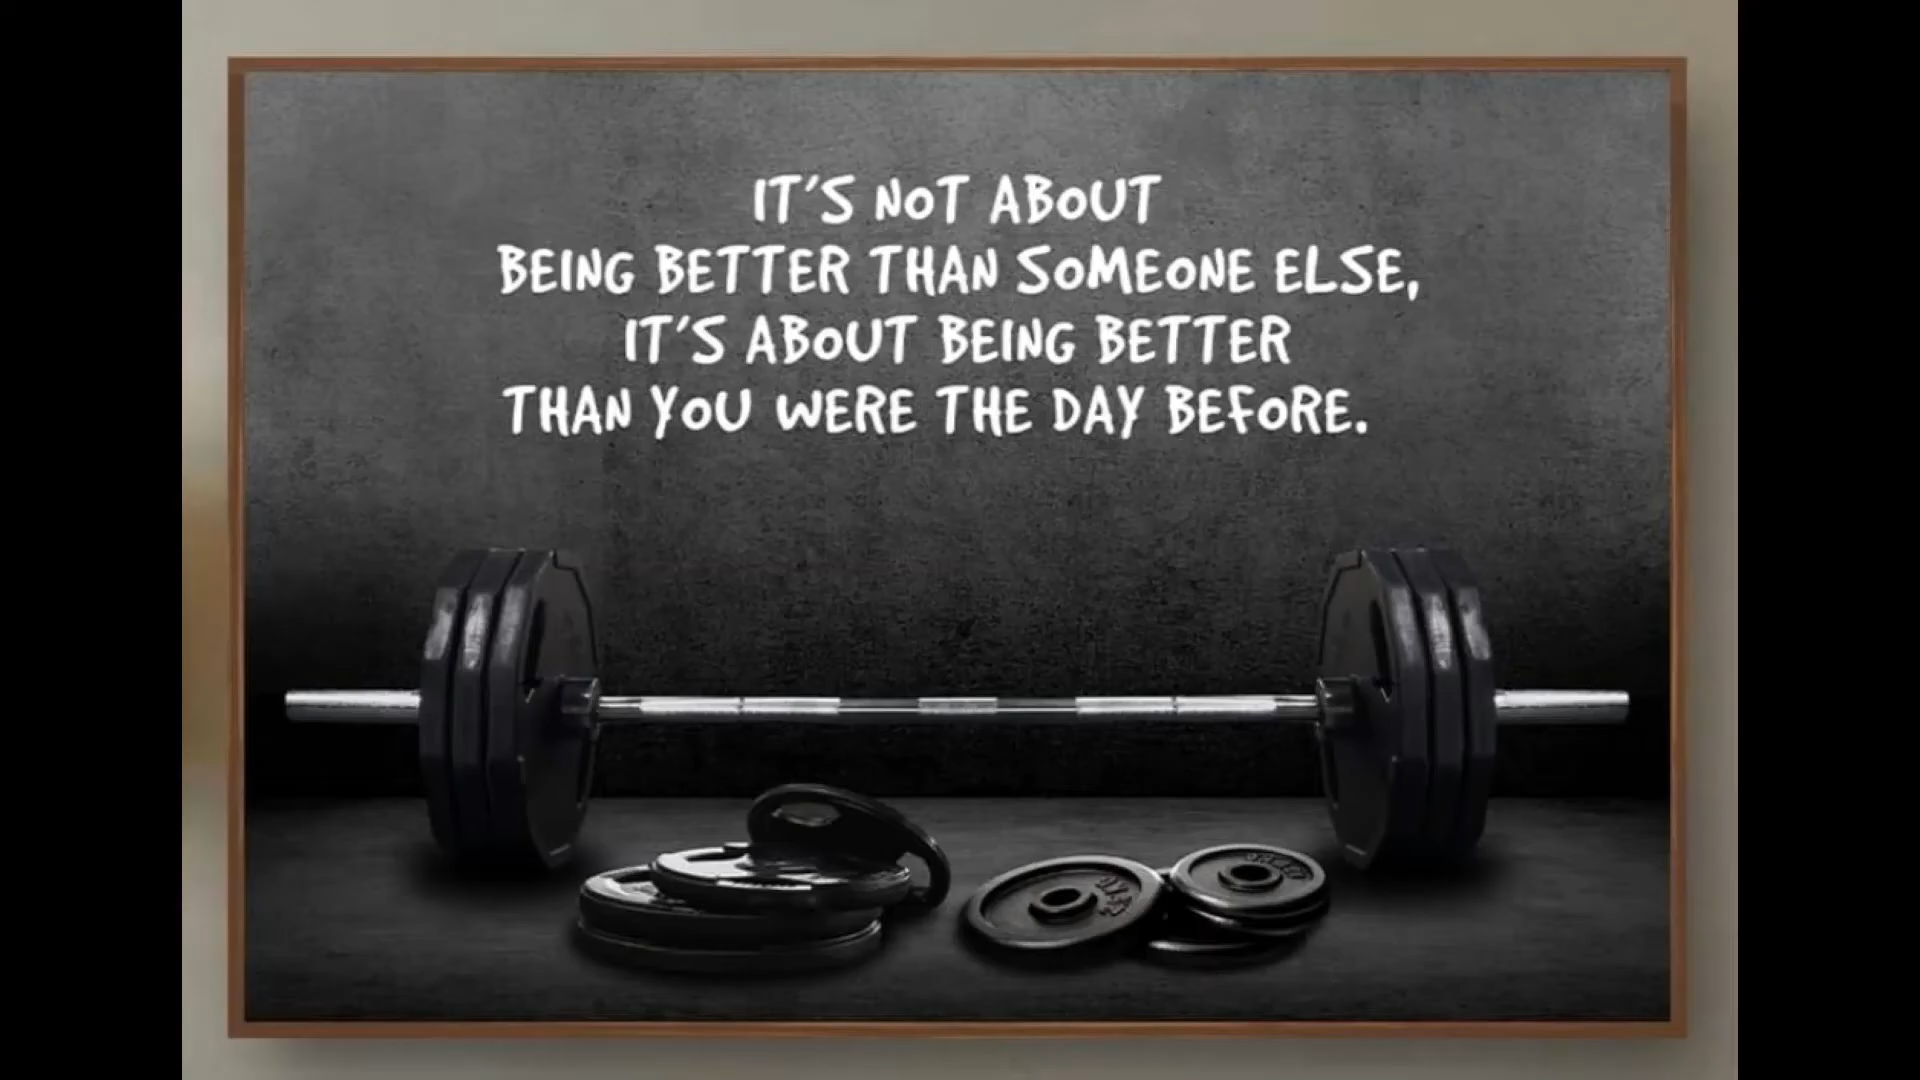 IT'S NOT ABOUT
BEING BETTER THAN SOMEONE ELSE,
IT'S ABOUT BEING BETTER
THAN YOU WERE THE DAY BEFORE.